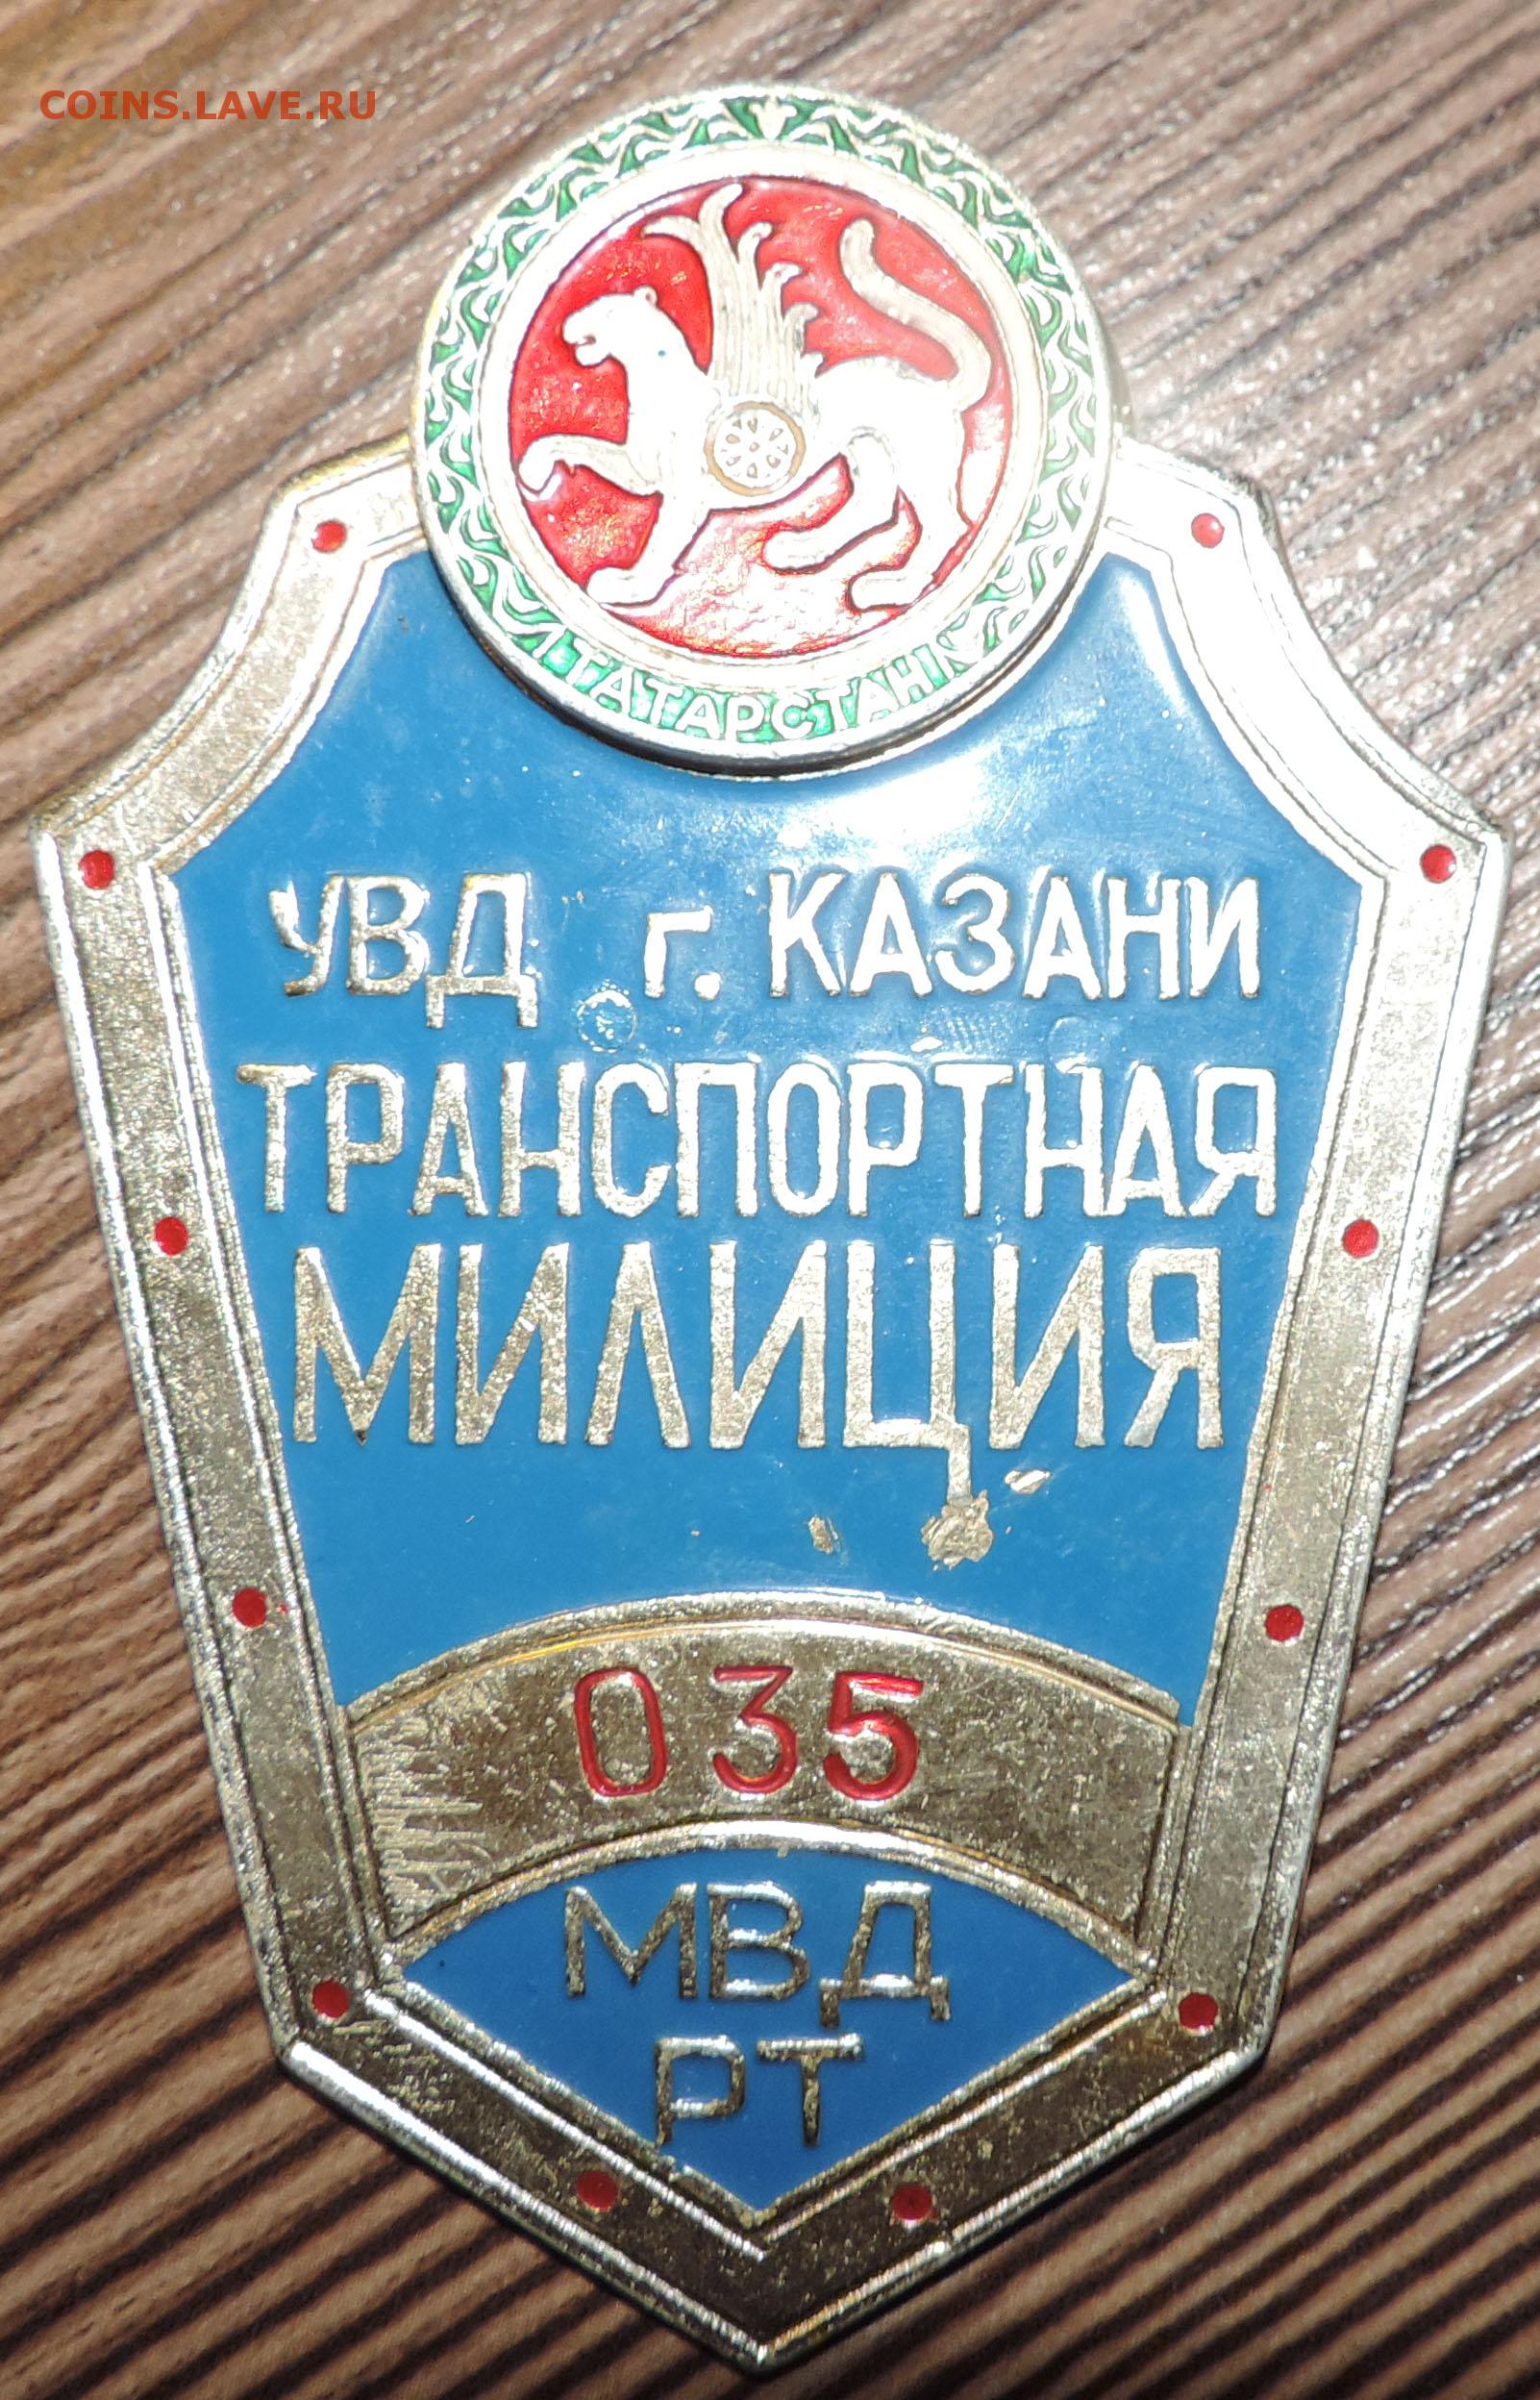 COINS.LAVE.RU
ТАТАРСТАН
УВД г. КАЗАНИ
ТРАНСПОРТНАЯ
МИЛИЦИЯ
035
МВД
РТ